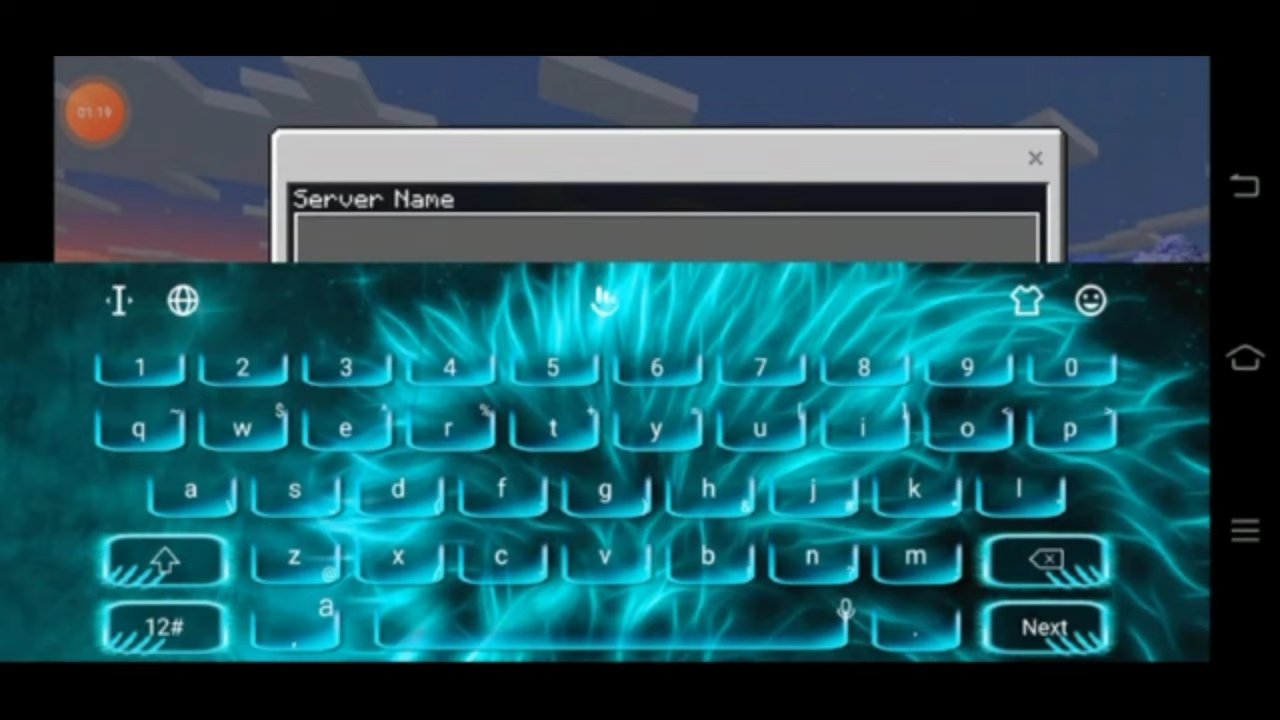 01:19
Server Name
1 2 3 4 5 6 7 8 9 0
q w e r t y u i o p
a s d f g h j k l
z x c v b n m
12# , a . Next